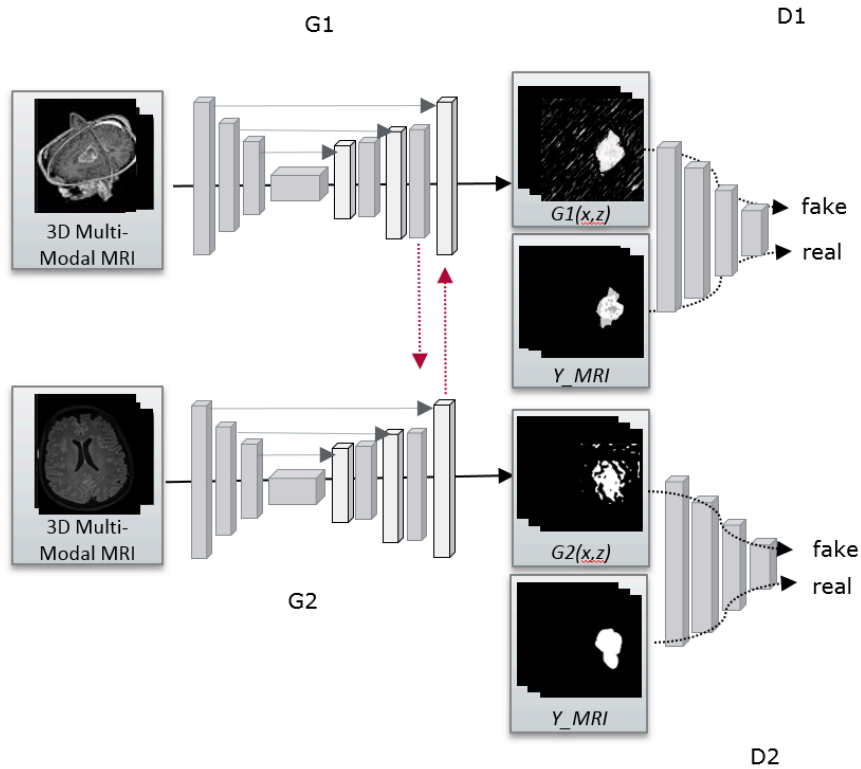 G1
D1
3D Multi-
Modal MRI
G1(x,z)
fake
real
Y_MRI
3D Multi-
Modal MRI
G2(x,z)
fake
real
G2
Y_MRI
D2